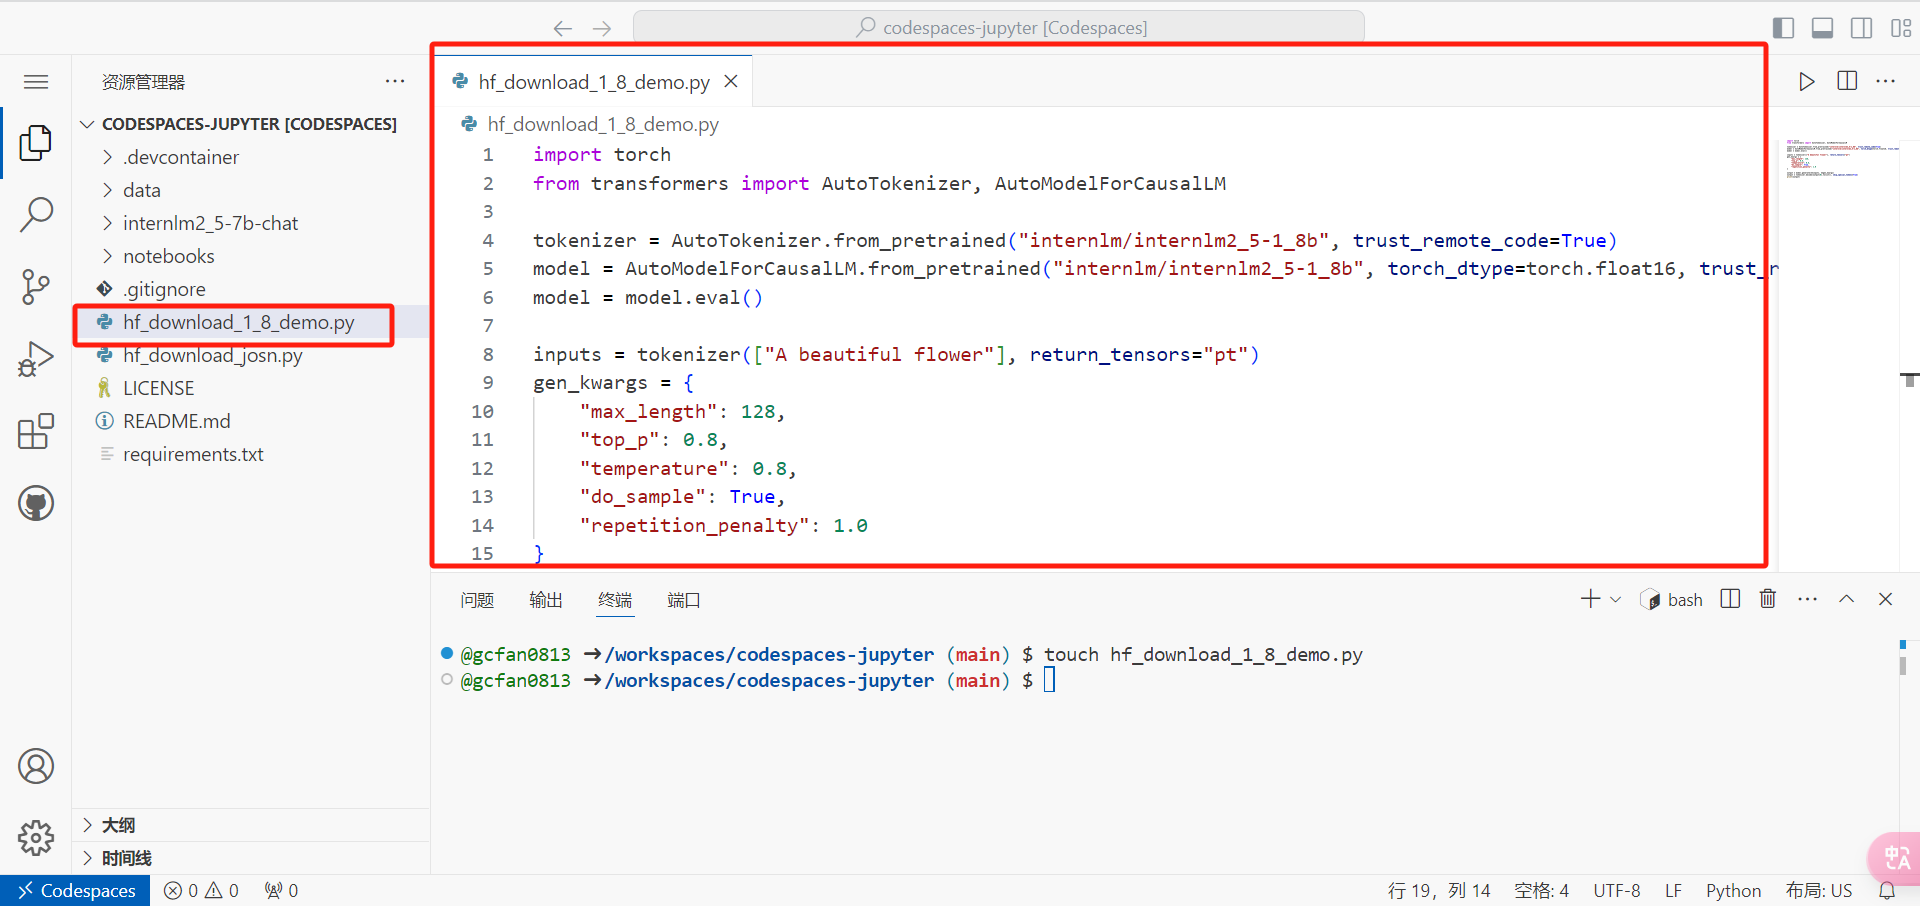 codespaces-jupyter [Codespaces]
资源管理器
CODESPACES-JUPYTER [CODESPACES]
.devcontainer
data
internlm2_5-7b-chat
notebooks
.gitignore
hf_download_1_8_demo.py
hf_download_josn.py
LICENSE
README.md
requirements.txt
大纲
时间线
hf_download_1_8_demo.py
hf_download_1_8_demo.py
1 import torch
2 from transformers import AutoTokenizer, AutoModelForCausalLM
3
4 tokenizer = AutoTokenizer.from_pretrained("internlm/internlm2_5-1_8b", trust_remote_code=True)
5 model = AutoModelForCausalLM.from_pretrained("internlm/internlm2_5-1_8b", torch_dtype=torch.float16, trust_r
6 model = model.eval()
7
8 inputs = tokenizer(["A beautiful flower"], return_tensors="pt")
9 gen_kwargs = {
10 "max_length": 128,
11 "top_p": 0.8,
12 "temperature": 0.8,
13 "do_sample": True,
14 "repetition_penalty": 1.0
15 }
问题 输出 终端 端口
bash
@gcfan0813 ➜/workspaces/codespaces-jupyter (main) $ touch hf_download_1_8_demo.py
@gcfan0813 ➜/workspaces/codespaces-jupyter (main) $
中A
Codespaces 0 0 0 行 19，列 14 空格: 4 UTF-8 LF Python 布局: US